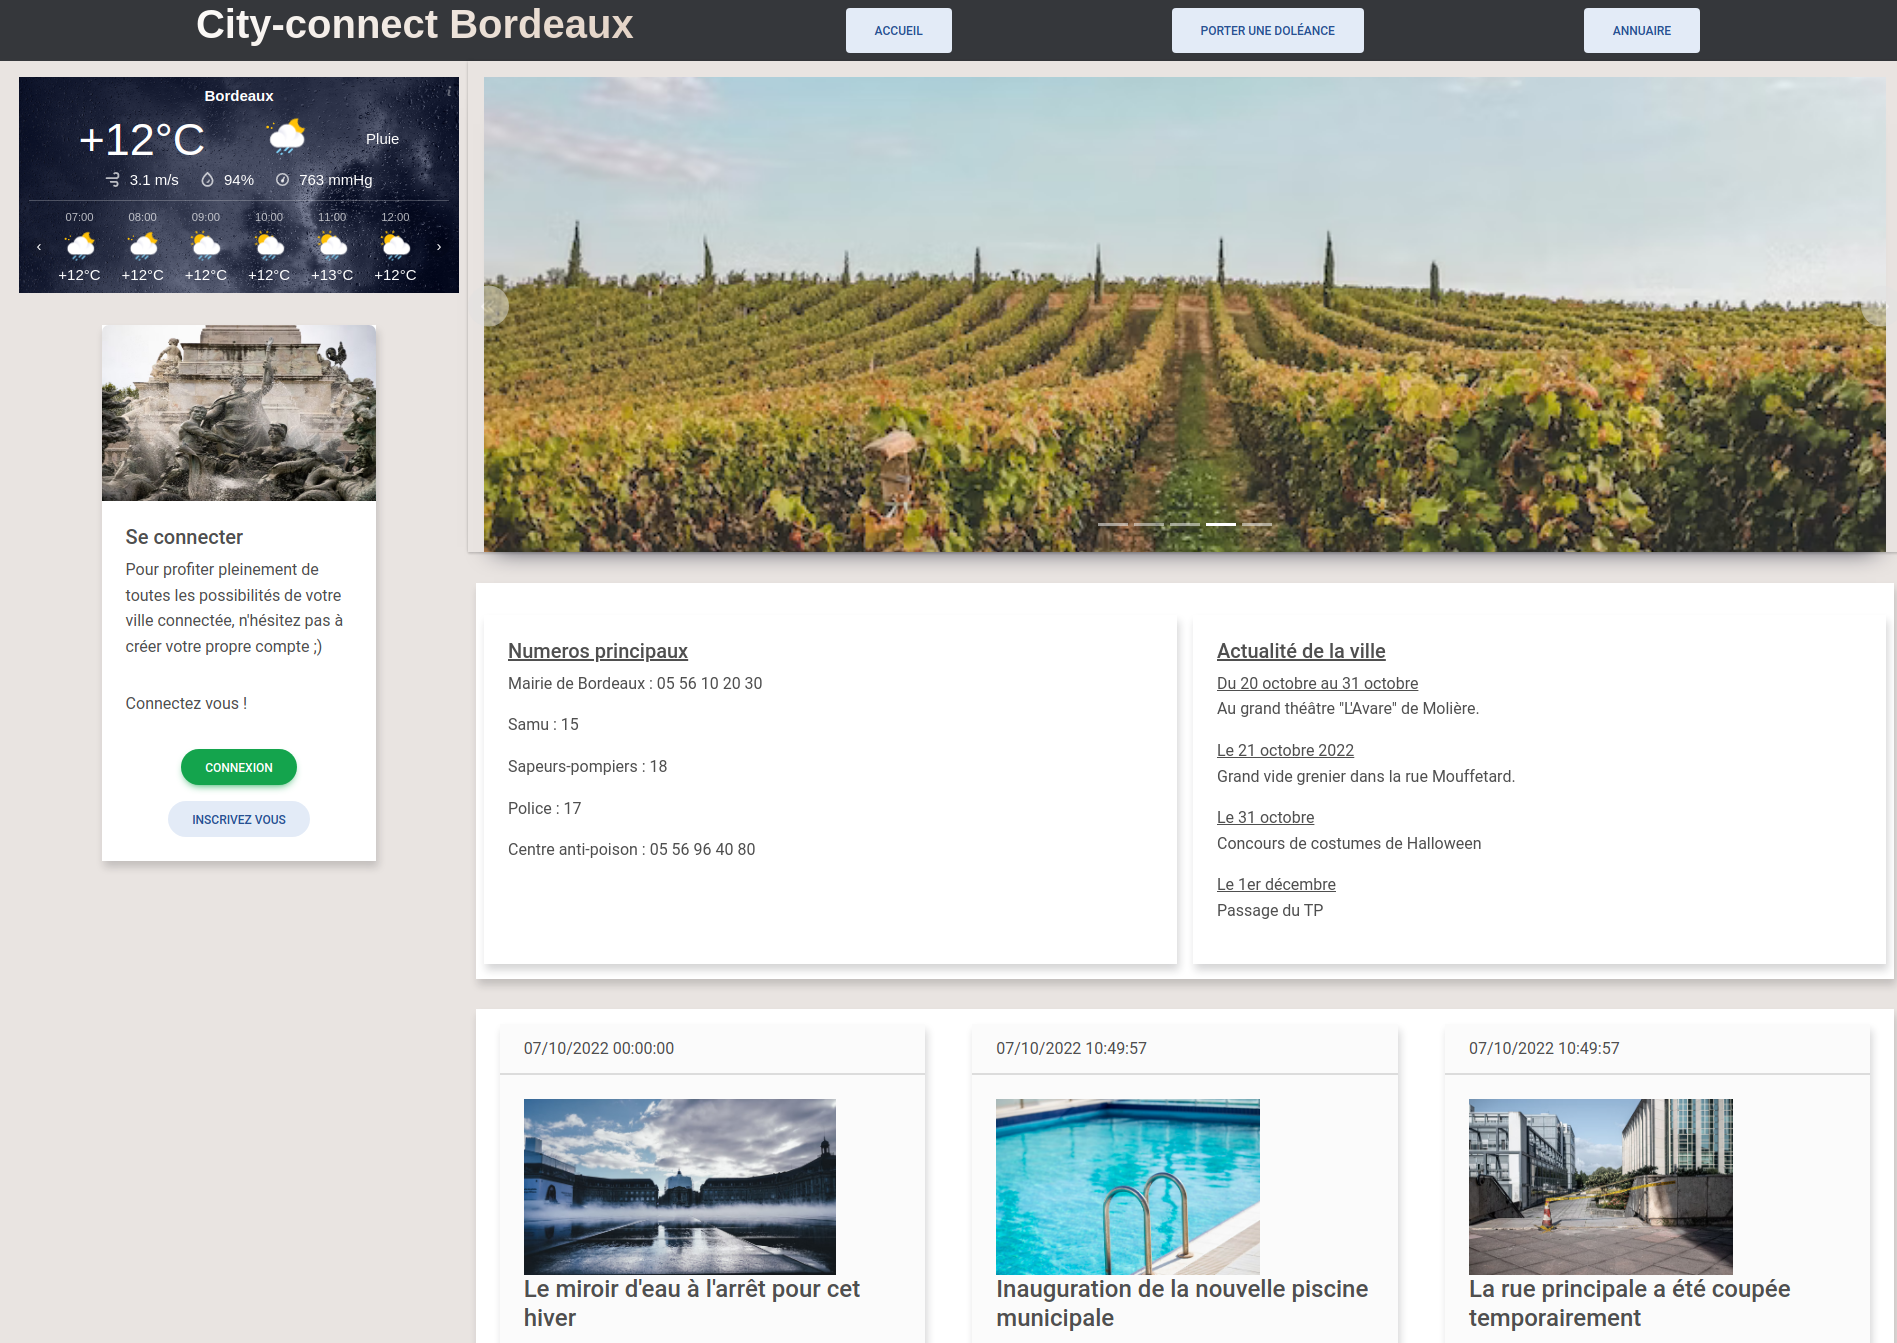 City-connect Bordeaux
ACCUEIL
PORTER UNE DOLÉANCE
ANNUAIRE
Bordeaux
i
+12°C
Pluie
3.1 m/s 94% 763 mmHg
07:00 08:00 09:00 10:00 11:00 12:00
‹ ›
+12°C +12°C +12°C +12°C +13°C +12°C
Se connecter
Pour profiter pleinement de
toutes les possibilités de votre
ville connectée, n'hésitez pas à
créer votre propre compte ;)
Connectez vous !
CONNEXION
INSCRIVEZ VOUS
Numeros principaux
Mairie de Bordeaux : 05 56 10 20 30
Samu : 15
Sapeurs-pompiers : 18
Police : 17
Centre anti-poison : 05 56 96 40 80
Actualité de la ville
Du 20 octobre au 31 octobre
Au grand théâtre "L'Avare" de Molière.
Le 21 octobre 2022
Grand vide grenier dans la rue Mouffetard.
Le 31 octobre
Concours de costumes de Halloween
Le 1er décembre
Passage du TP
07/10/2022 00:00:00
Le miroir d'eau à l'arrêt pour cet
hiver
07/10/2022 10:49:57
Inauguration de la nouvelle piscine
municipale
07/10/2022 10:49:57
La rue principale a été coupée
temporairement